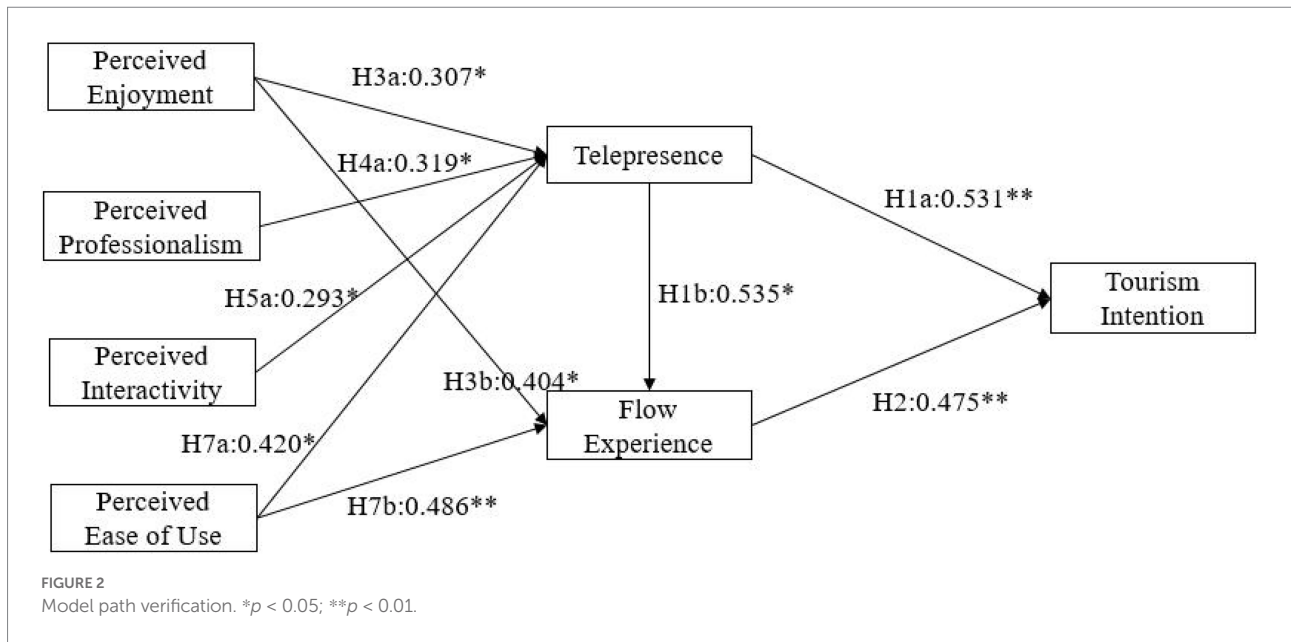 Perceived
Enjoyment
H3a:0.307*
H4a:0.319*
Telepresence
Perceived
Professionalism
H1a:0.531**
H5a:0.293*
H1b:0.535*
Tourism
Intention
Perceived
Interactivity
H3b:0.404*
Flow
Experience
H2:0.475**
H7a:0.420*
Perceived
Ease of Use
H7b:0.486**
FIGURE 2
Model path verification. *p < 0.05; **p < 0.01.